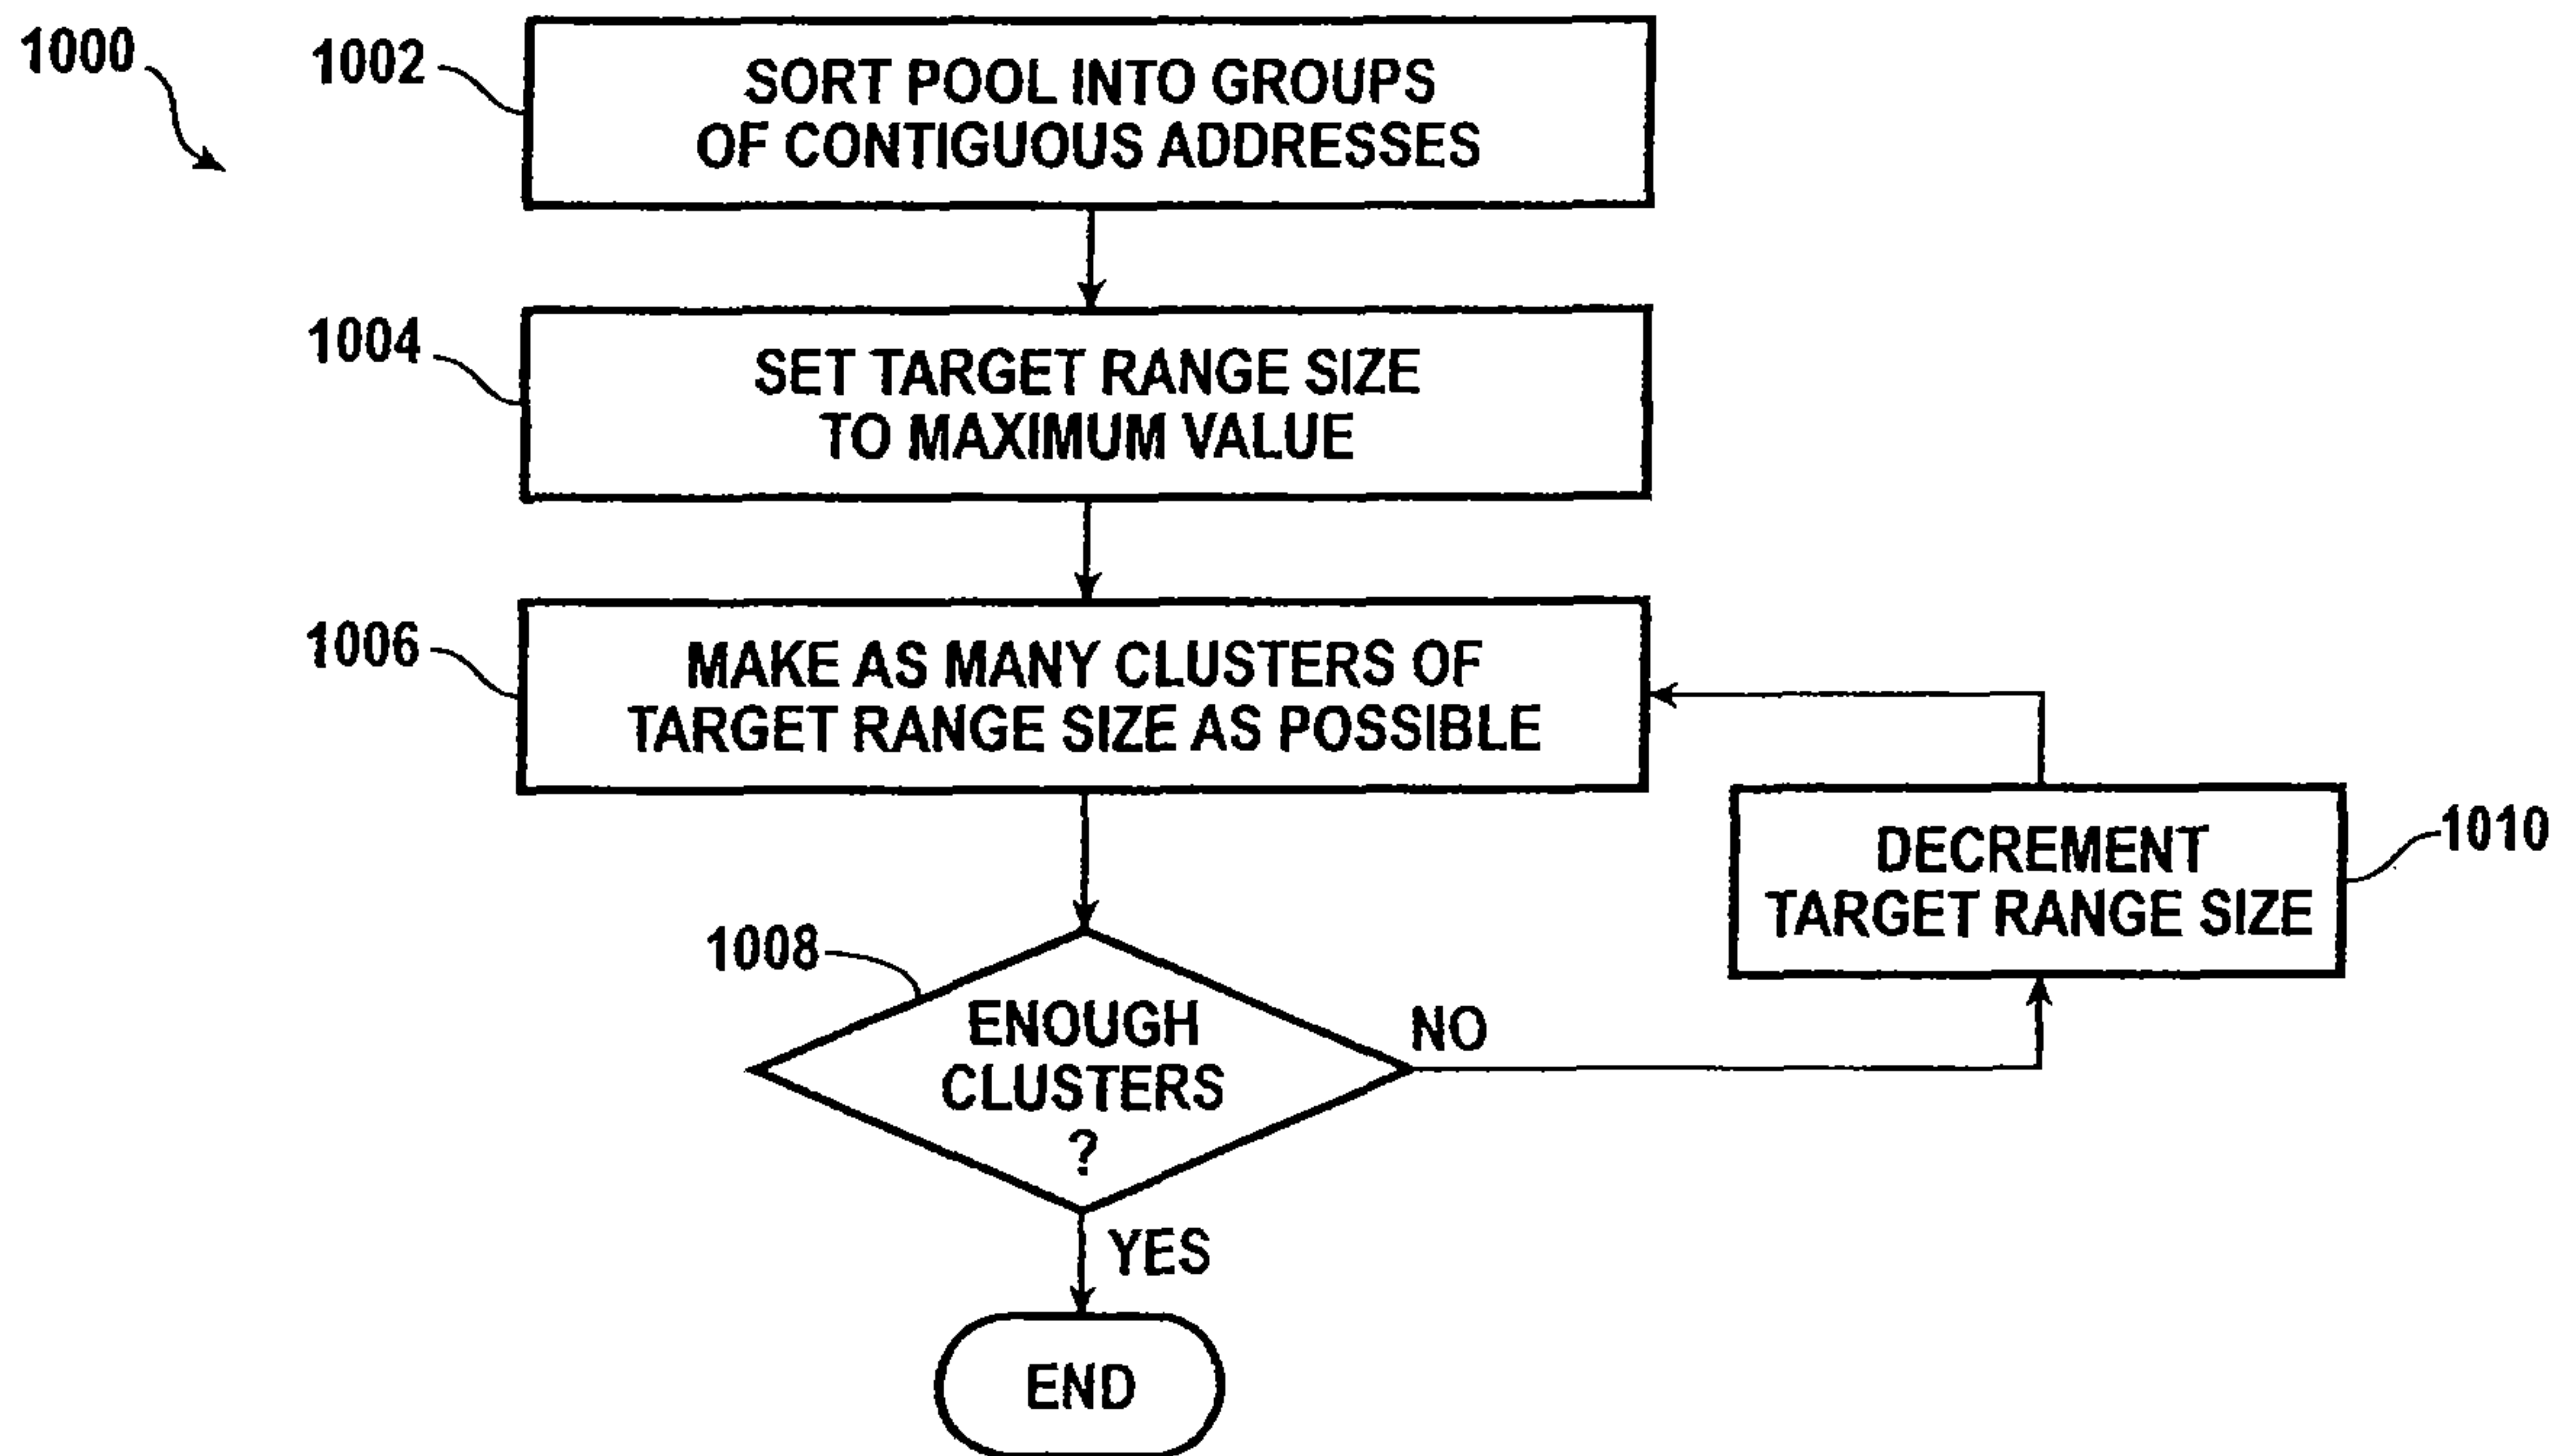 1000
1002
SORT POOL INTO GROUPS
OF CONTIGUOUS ADDRESSES
1004
SET TARGET RANGE SIZE
TO MAXIMUM VALUE
1006
MAKE AS MANY CLUSTERS OF
TARGET RANGE SIZE AS POSSIBLE
1010
DECREMENT
TARGET RANGE SIZE
1008
ENOUGH
CLUSTERS
?
NO
YES
END